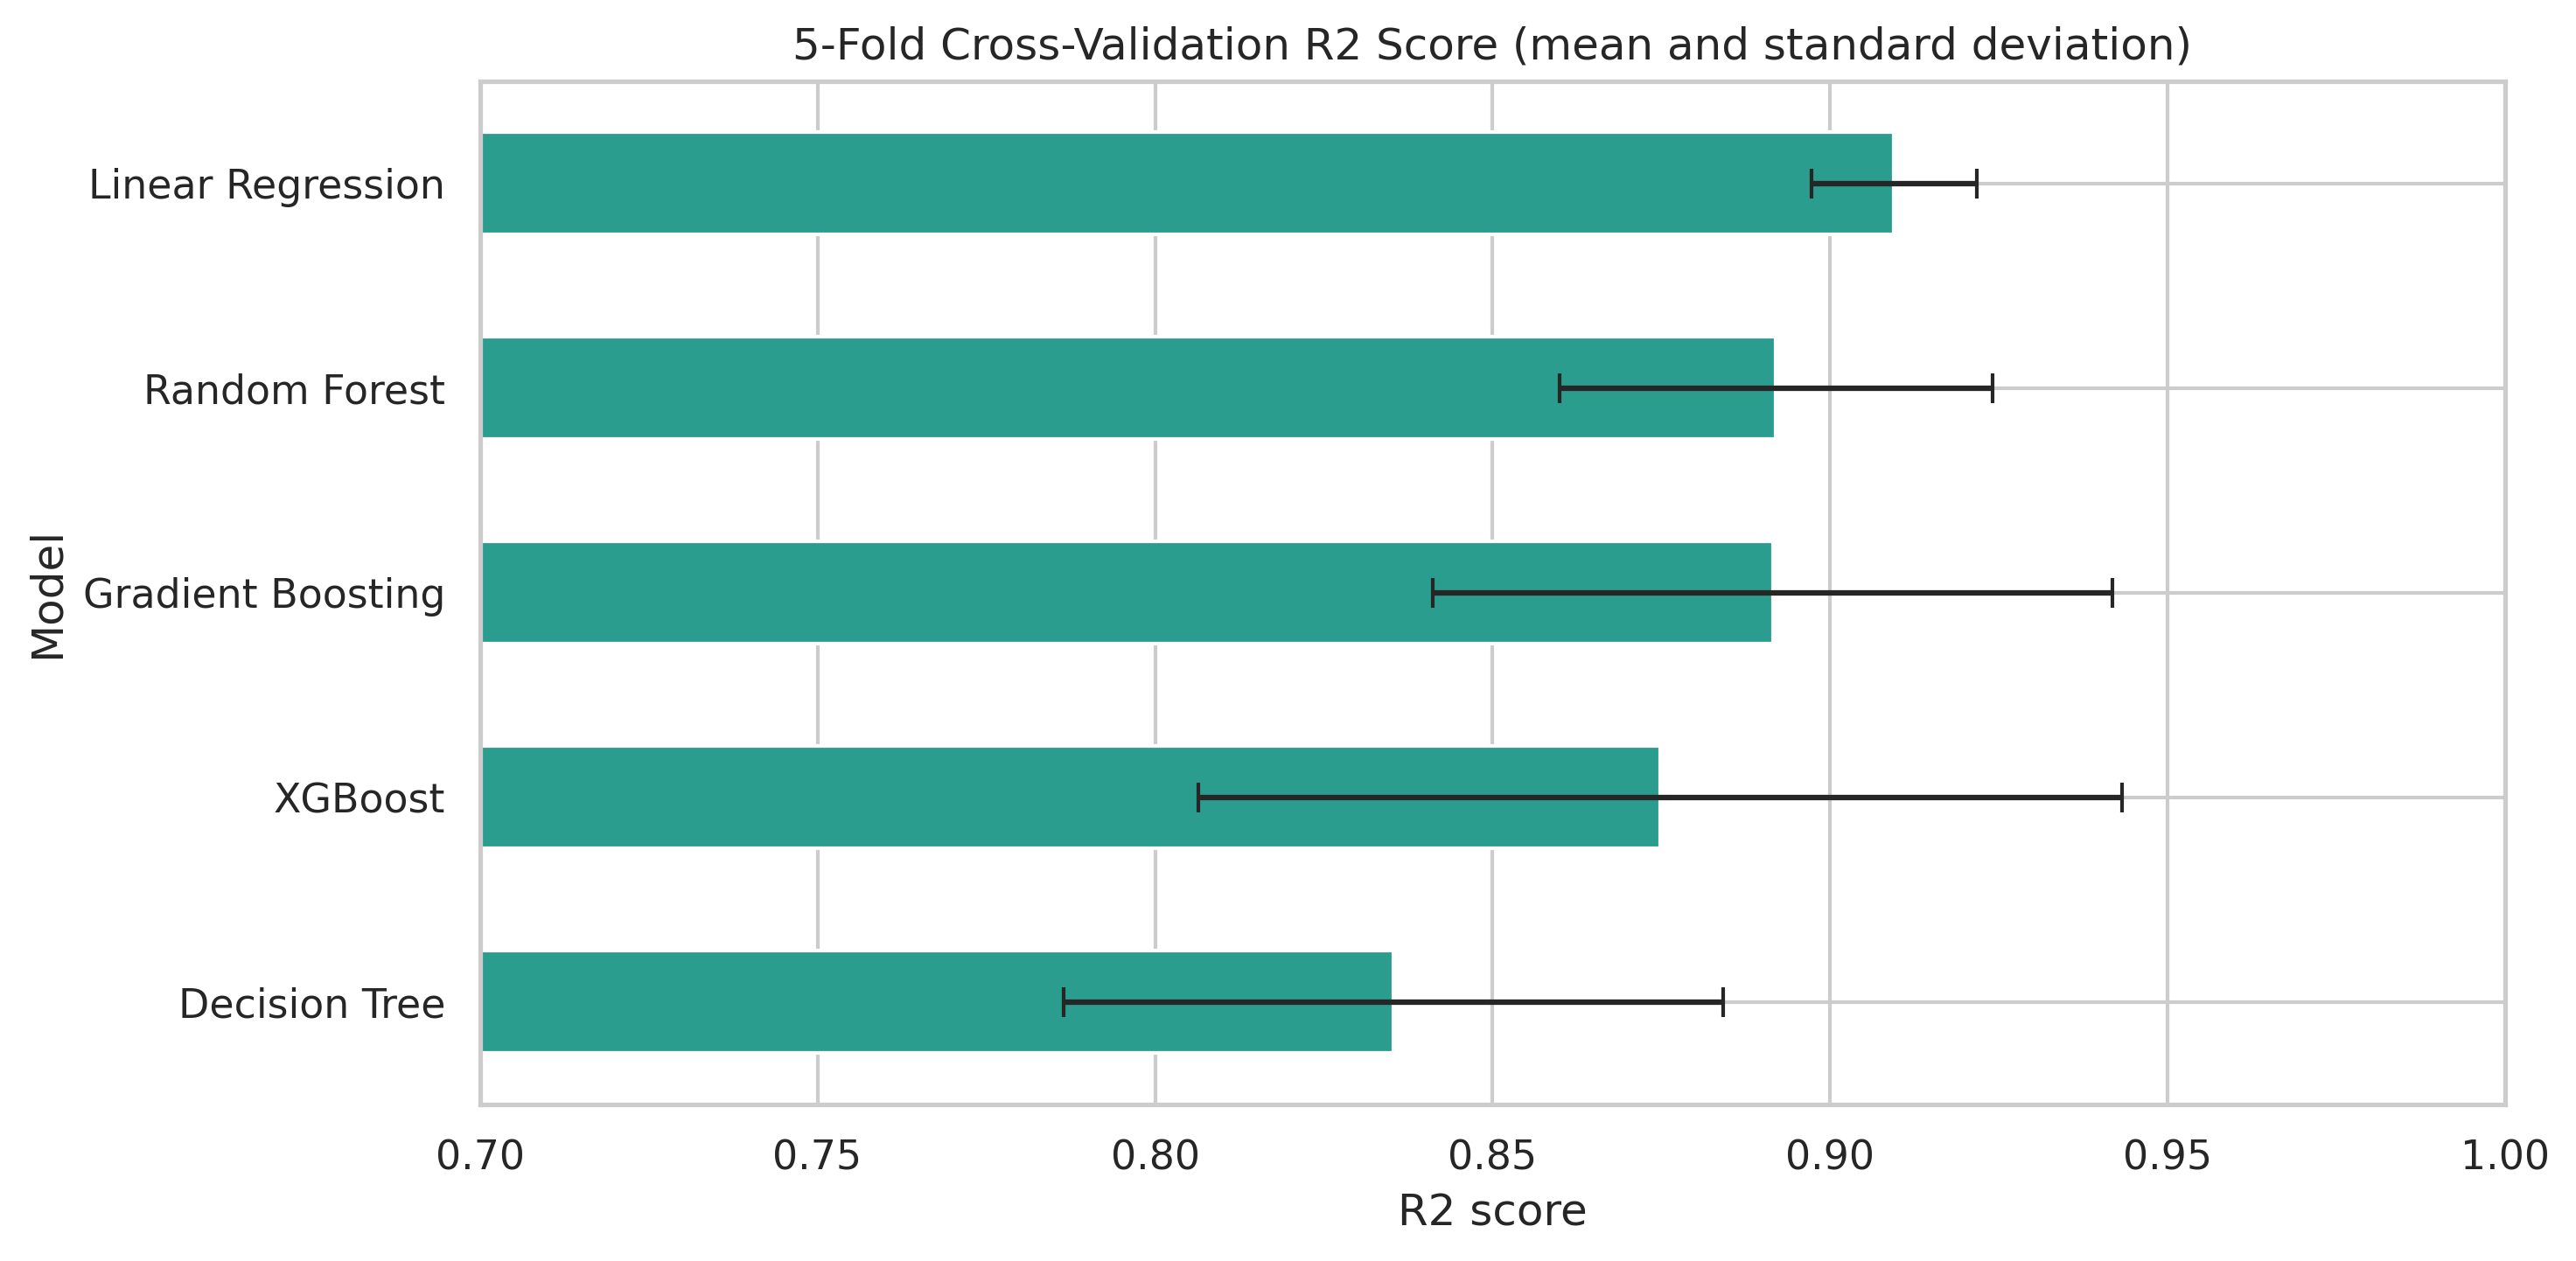 5-Fold Cross-Validation R2 Score (mean and standard deviation)
Model
Linear Regression
Random Forest
Gradient Boosting
XGBoost
Decision Tree
0.70 0.75 0.80 0.85 0.90 0.95 1.00
R2 score